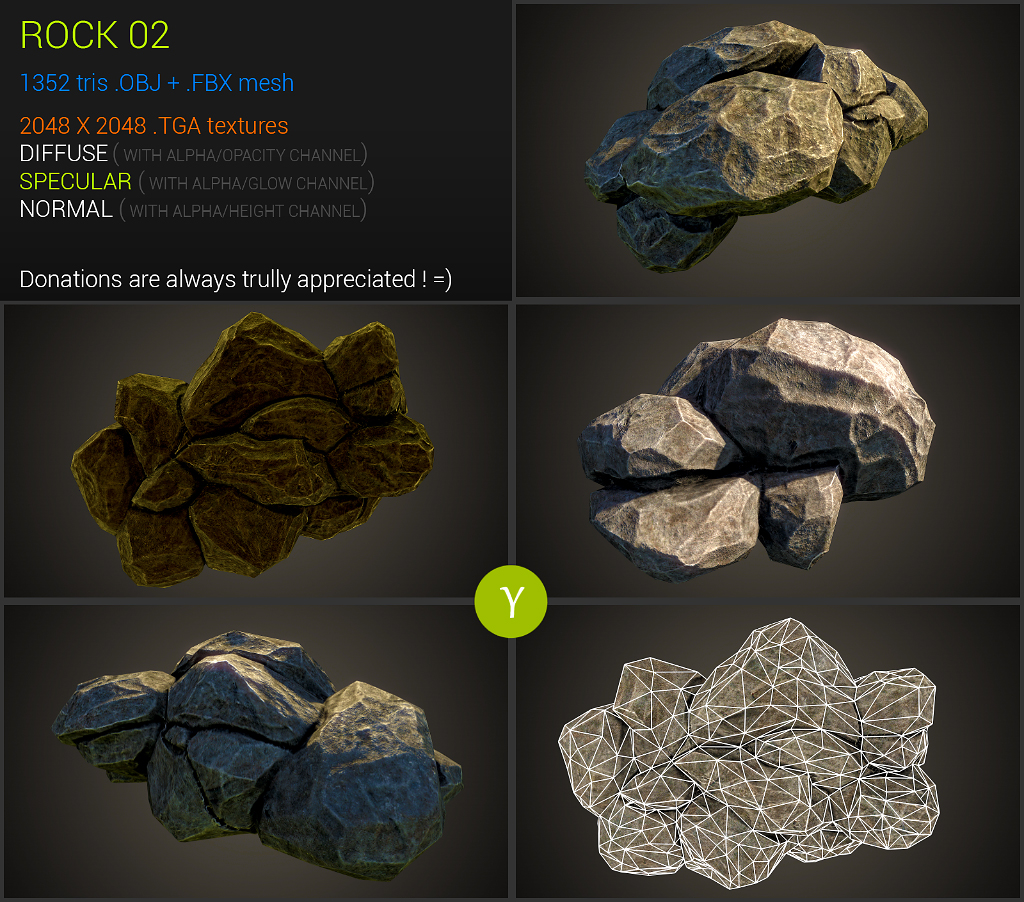 ROCK 02
1352 tris .OBJ + .FBX mesh
2048 X 2048 .TGA textures
DIFFUSE ( WITH ALPHA/OPACITY CHANNEL)
SPECULAR ( WITH ALPHA/GLOW CHANNEL)
NORMAL ( WITH ALPHA/HEIGHT CHANNEL)
Donations are always trully appreciated ! =)
Y